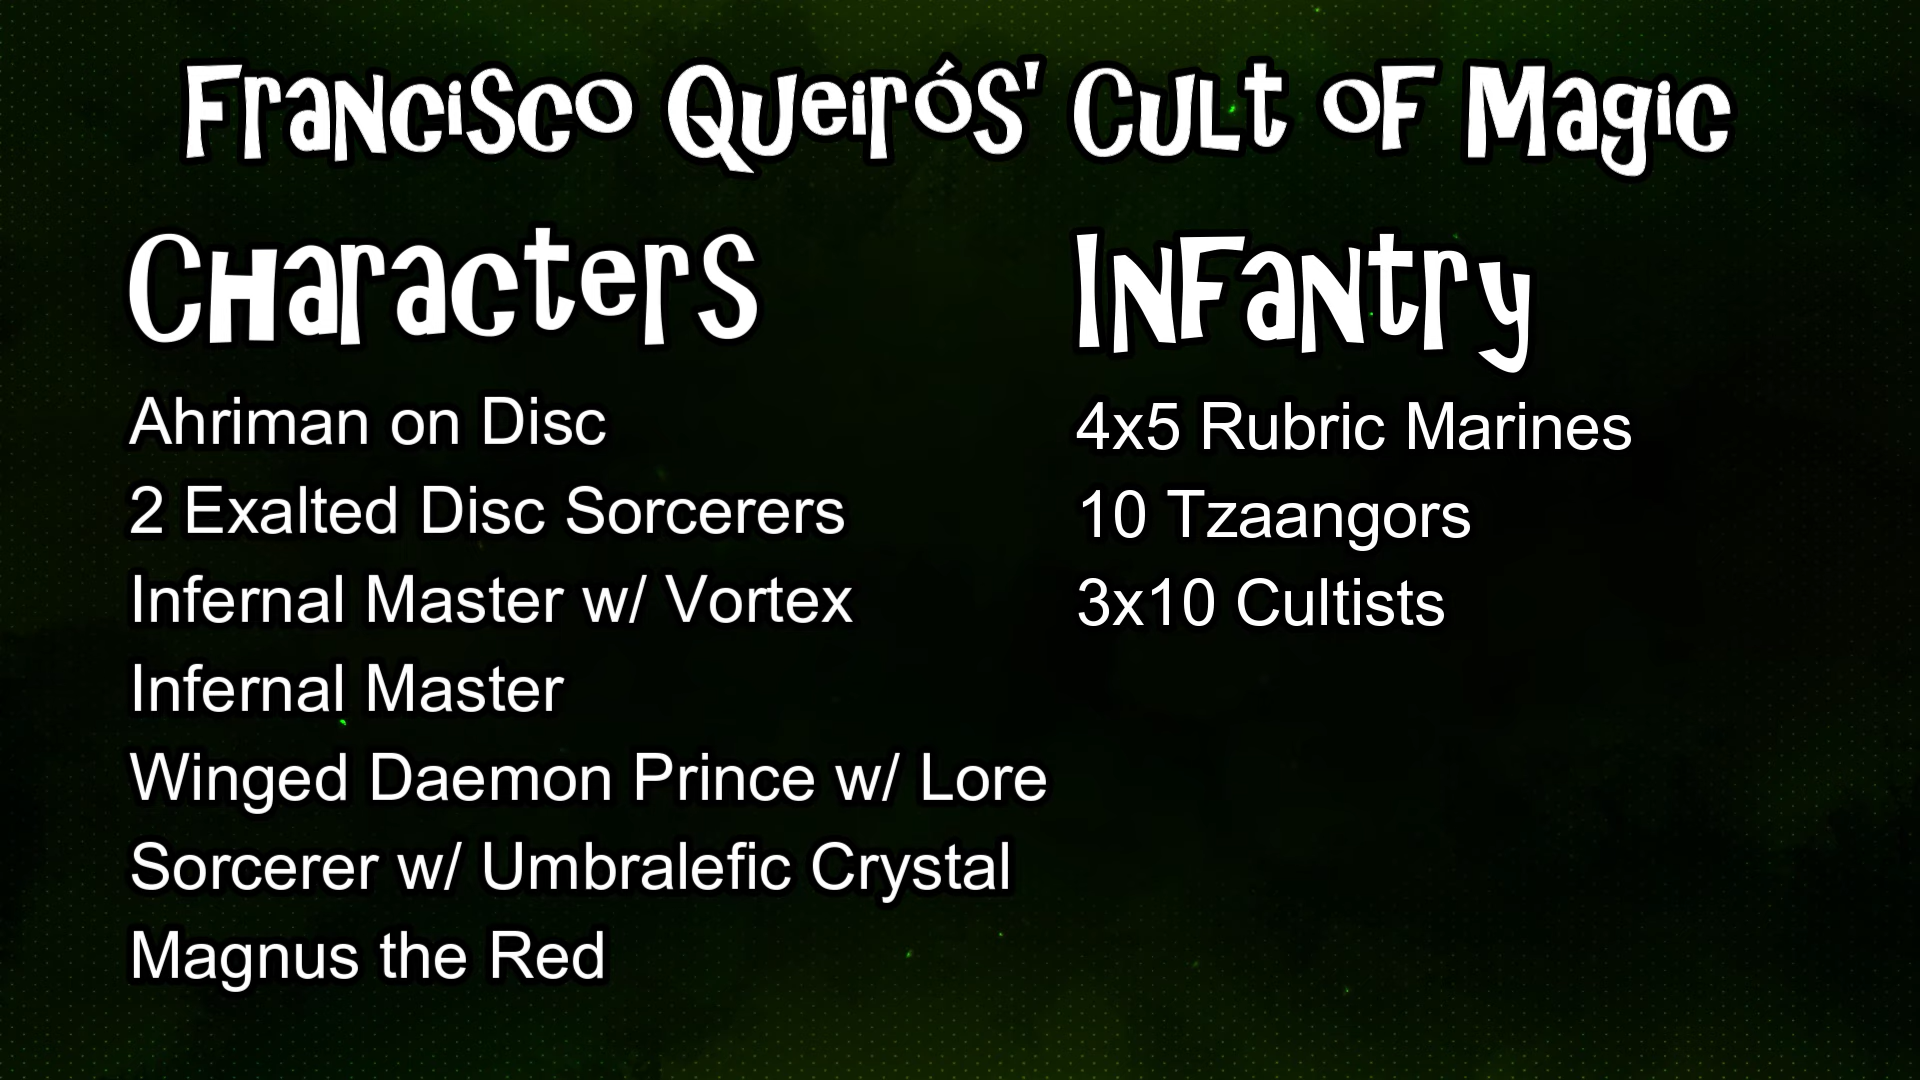 Francisco Queirós' Cult of Magic
Characters
Ahriman on Disc
2 Exalted Disc Sorcerers
Infernal Master w/ Vortex
Infernal Master
Winged Daemon Prince w/ Lore
Sorcerer w/ Umbralefic Crystal
Magnus the Red
Infantry
4x5 Rubric Marines
10 Tzaangors
3x10 Cultists